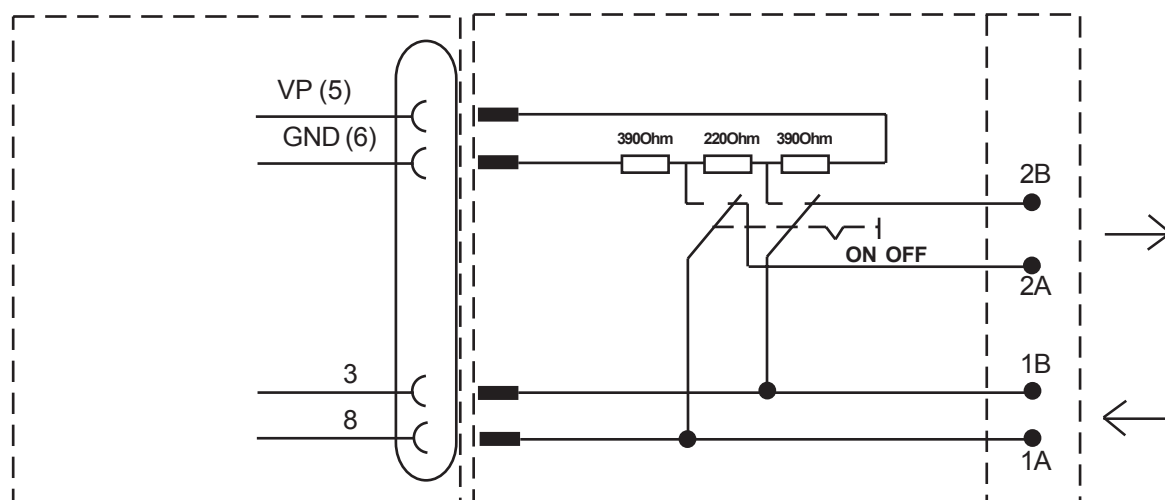 VP (5)
GND (6)
390Ohm 220Ohm 390Ohm
2B
ON OFF
2A
3
1B
8
1A